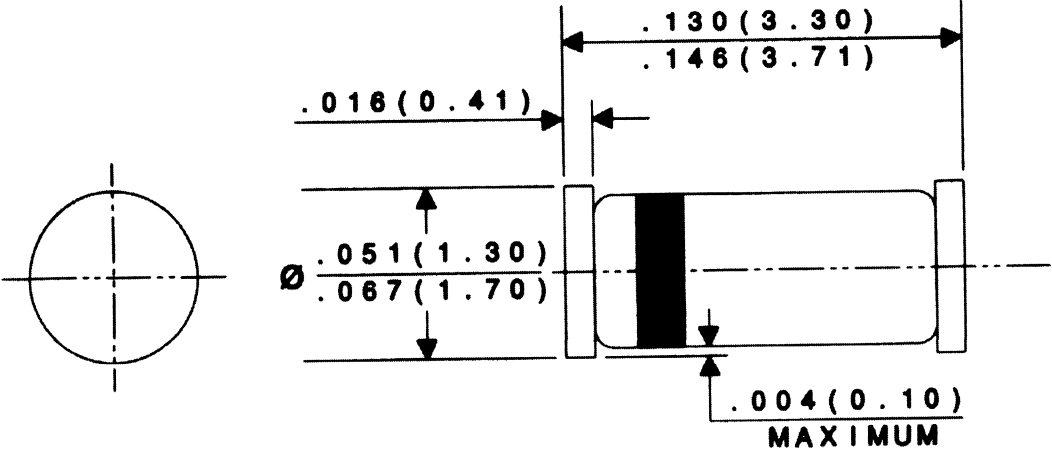 .130(3.30)
.146(3.71)
.016(0.41)
Ø .051(1.30)
.067(1.70)
.004(0.10)
MAXIMUM